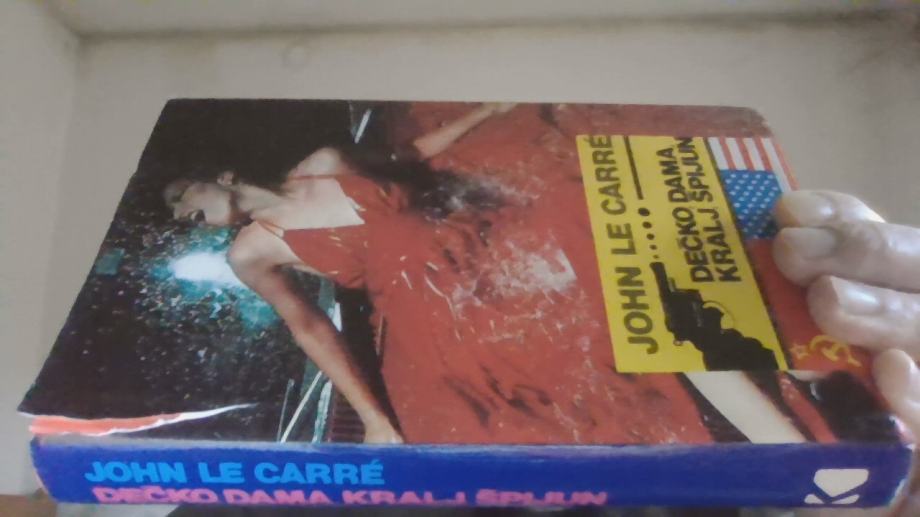 JOHN LE CARRÉ
DEČKO DAMA
KRALJ ŠPIJUN
JOHN LE CARRÉ
DEČKO DAMA KRALJ ŠPIJUN